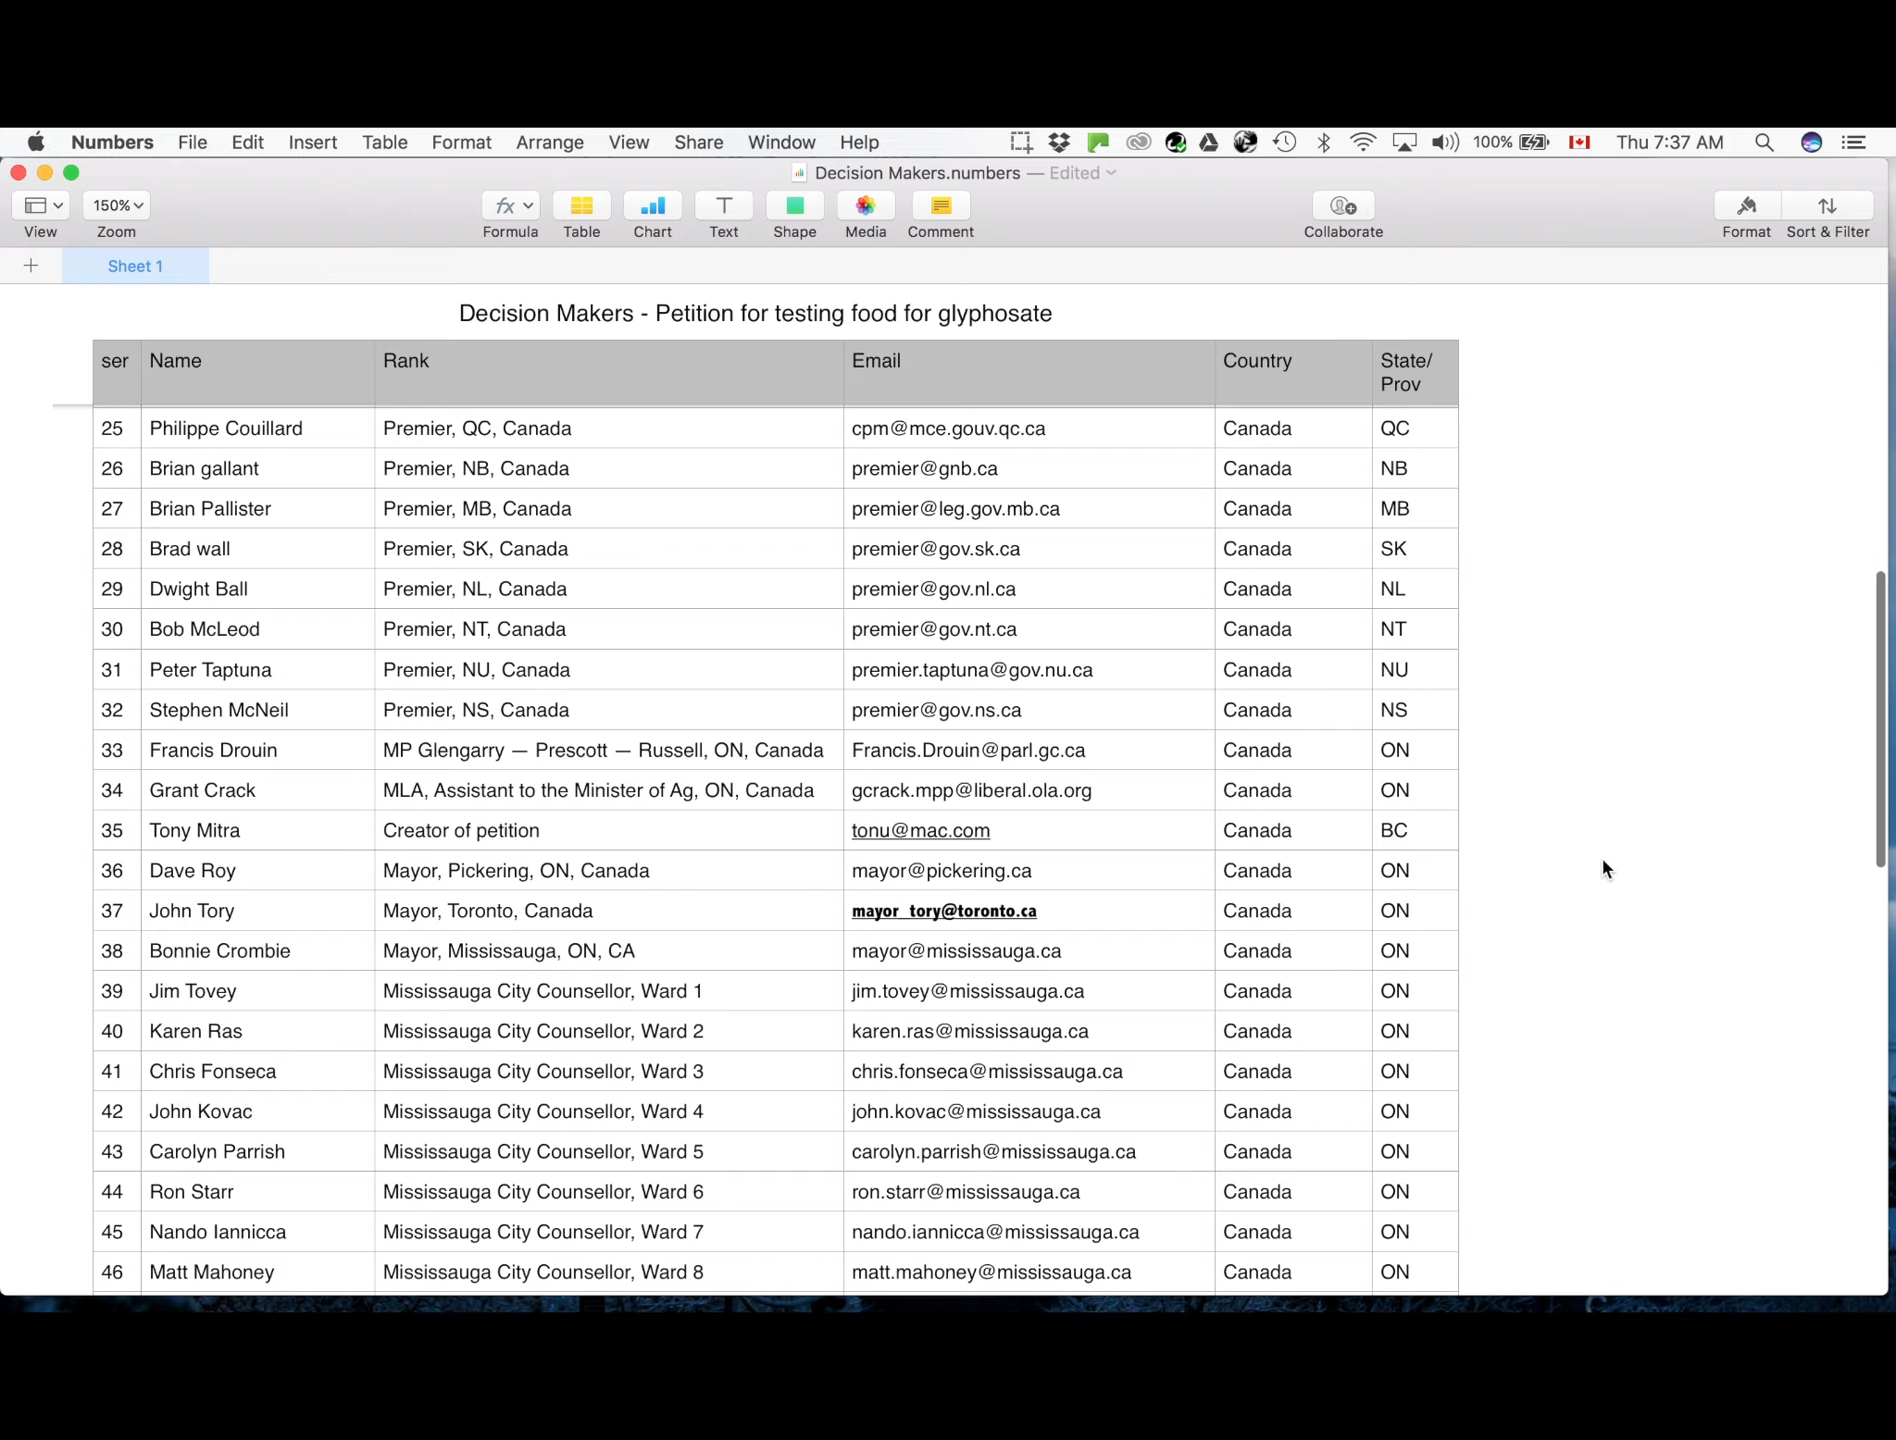 Numbers File Edit Insert Table Format Arrange View Share Window Help 100% Thu 7:37 AM
Decision Makers.numbers — Edited
150%
View Zoom Formula Table Chart Text Shape Media Comment Collaborate Format Sort & Filter
Sheet 1
Decision Makers - Petition for testing food for glyphosate
ser Name Rank Email Country State/
Prov
25 Philippe Couillard Premier, QC, Canada cpm@mce.gouv.qc.ca Canada QC
26 Brian gallant Premier, NB, Canada premier@gnb.ca Canada NB
27 Brian Pallister Premier, MB, Canada premier@leg.gov.mb.ca Canada MB
28 Brad wall Premier, SK, Canada premier@gov.sk.ca Canada SK
29 Dwight Ball Premier, NL, Canada premier@gov.nl.ca Canada NL
30 Bob McLeod Premier, NT, Canada premier@gov.nt.ca Canada NT
31 Peter Taptuna Premier, NU, Canada premier.taptuna@gov.nu.ca Canada NU
32 Stephen McNeil Premier, NS, Canada premier@gov.ns.ca Canada NS
33 Francis Drouin MP Glengarry — Prescott — Russell, ON, Canada Francis.Drouin@parl.gc.ca Canada ON
34 Grant Crack MLA, Assistant to the Minister of Ag, ON, Canada gcrack.mpp@liberal.ola.org Canada ON
35 Tony Mitra Creator of petition tonu@mac.com Canada BC
36 Dave Roy Mayor, Pickering, ON, Canada mayor@pickering.ca Canada ON
37 John Tory Mayor, Toronto, Canada mayor_tory@toronto.ca Canada ON
38 Bonnie Crombie Mayor, Mississauga, ON, CA mayor@mississauga.ca Canada ON
39 Jim Tovey Mississauga City Counsellor, Ward 1 jim.tovey@mississauga.ca Canada ON
40 Karen Ras Mississauga City Counsellor, Ward 2 karen.ras@mississauga.ca Canada ON
41 Chris Fonseca Mississauga City Counsellor, Ward 3 chris.fonseca@mississauga.ca Canada ON
42 John Kovac Mississauga City Counsellor, Ward 4 john.kovac@mississauga.ca Canada ON
43 Carolyn Parrish Mississauga City Counsellor, Ward 5 carolyn.parrish@mississauga.ca Canada ON
44 Ron Starr Mississauga City Counsellor, Ward 6 ron.starr@mississauga.ca Canada ON
45 Nando Iannicca Mississauga City Counsellor, Ward 7 nando.iannicca@mississauga.ca Canada ON
46 Matt Mahoney Mississauga City Counsellor, Ward 8 matt.mahoney@mississauga.ca Canada ON